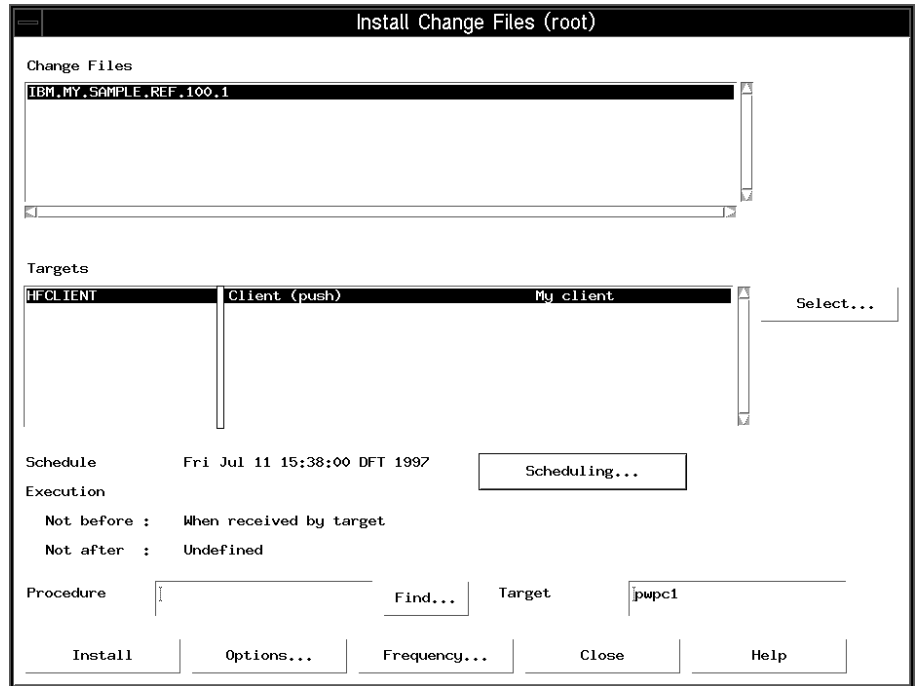 Install Change Files (root)
Change Files
IBM.MY.SAMPLE.REF.100.1
Targets
HFCLIENT Client (push) My client
Select...
Schedule Fri Jul 11 15:38:00 DFT 1997 Scheduling...
Execution
Not before : When received by target
Not after : Undefined
Procedure Find... Target pwpc1
Install Options... Frequency... Close Help